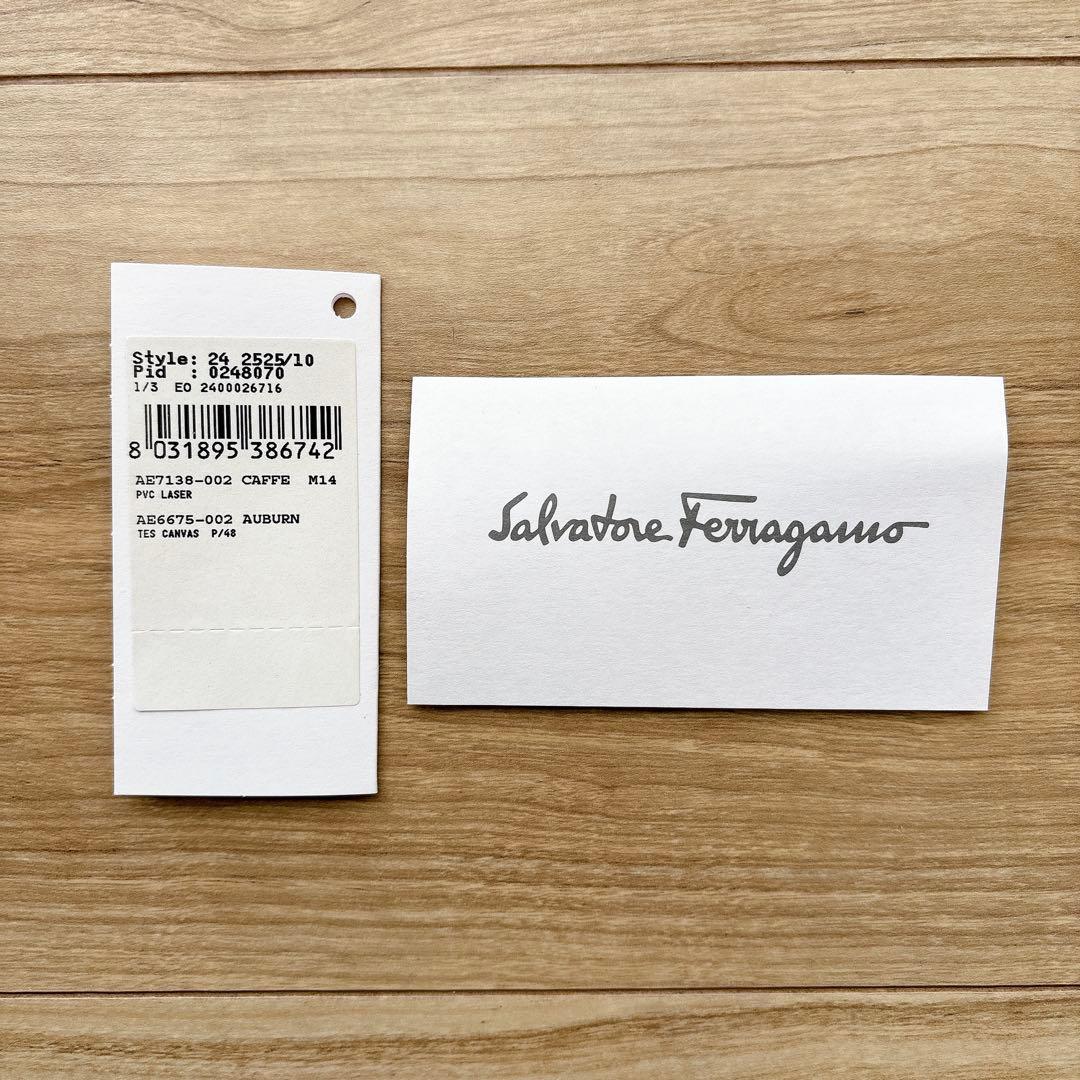 Style: 24 2525/10
Pid : 0248070
1/3 EO 2400026716
8 031895 386742
AE7138-002 CAFFE M14
PVC LASER
AE6675-002 AUBURN
TES CANVAS P/48
Salvatore Ferragamo